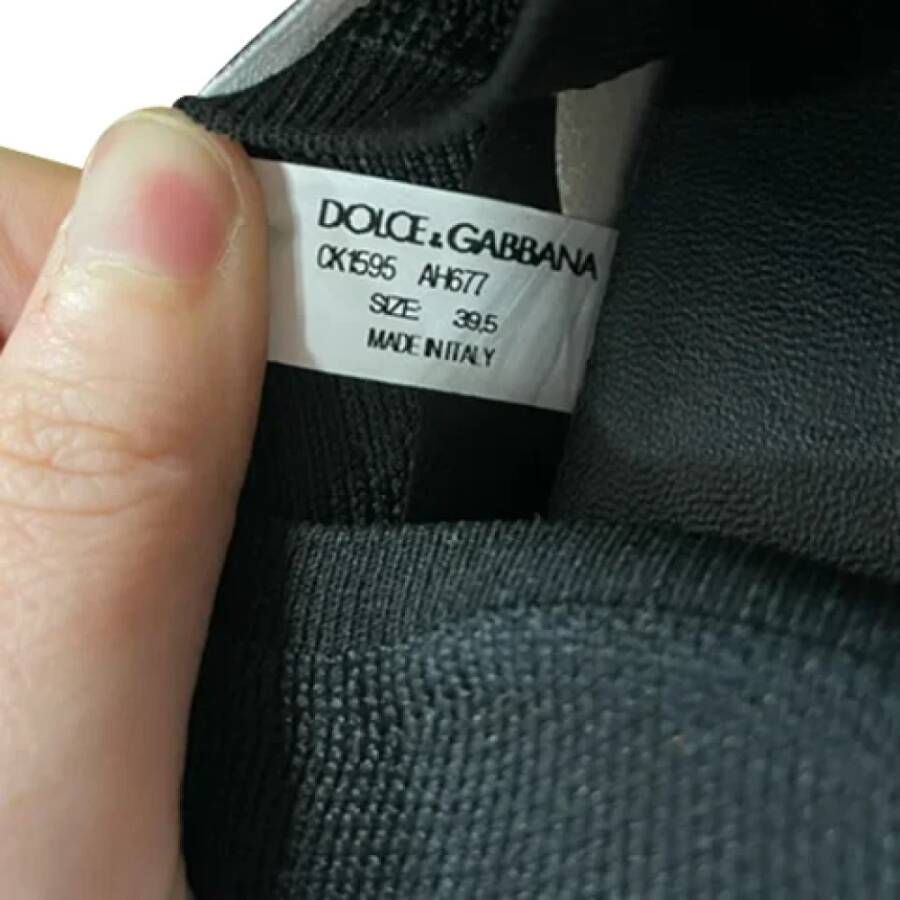 DOLCE & GABBANA
CK1595 AH677
SIZE: 39,5
MADE IN ITALY